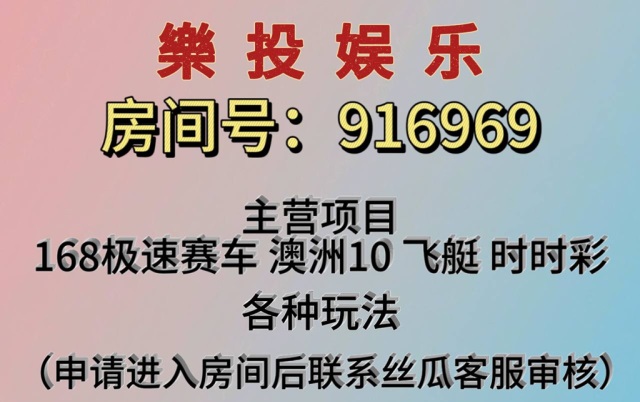 樂投娱乐
房间号：916969
主营项目
168极速赛车 澳洲10 飞艇 时时彩
各种玩法
（申请进入房间后联系丝瓜客服审核）